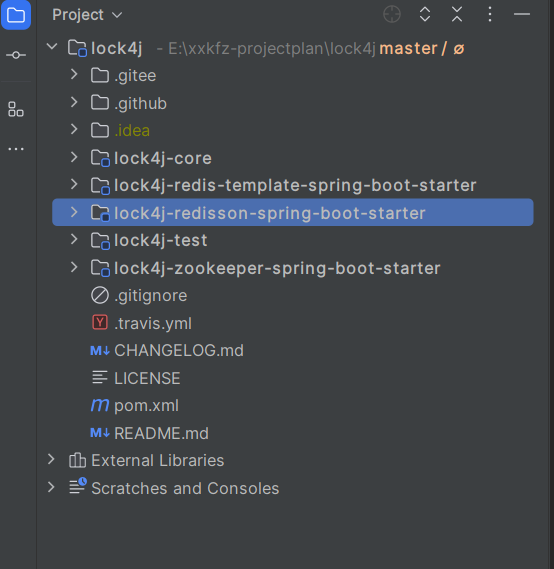 Project
lock4j - E:\xxkfz-projectplan\lock4j master / ø
.gitee
.github
.idea
lock4j-core
lock4j-redis-template-spring-boot-starter
lock4j-redisson-spring-boot-starter
lock4j-test
lock4j-zookeeper-spring-boot-starter
.gitignore
Y .travis.yml
M↓ CHANGELOG.md
LICENSE
m pom.xml
M↓ README.md
External Libraries
Scratches and Consoles